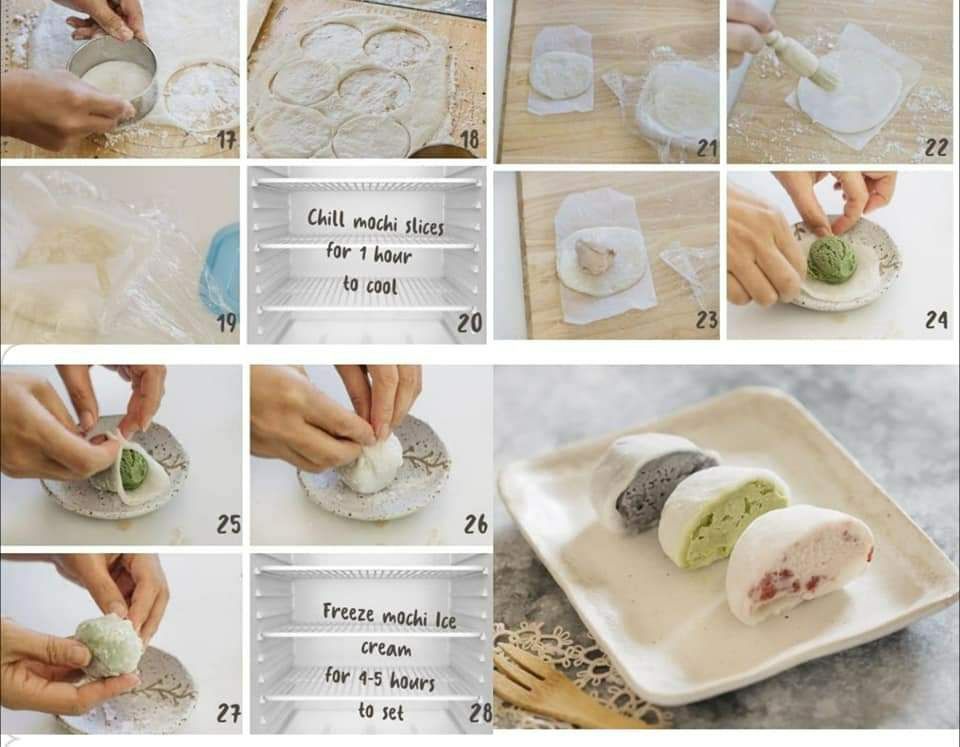 17
18
21
22
19
Chill mochi slices
for 1 hour
to cool
20
23
24
25
26
27
Freeze mochi Ice
cream
for 4-5 hours
to set
28